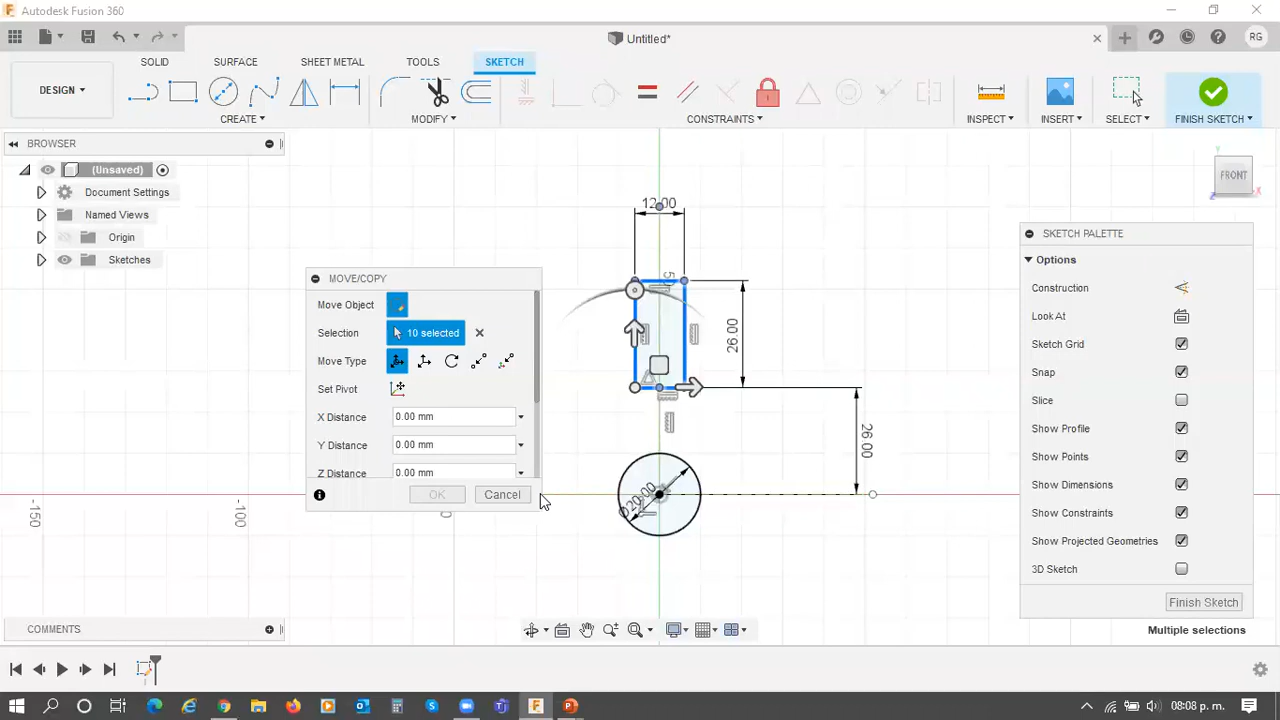 Autodesk Fusion 360
Untitled*
RG
DESIGN
SOLID
SURFACE
SHEET METAL
TOOLS
SKETCH
CREATE
MODIFY
CONSTRAINTS
INSPECT
INSERT
SELECT
FINISH SKETCH
BROWSER
(Unsaved)
Document Settings
Named Views
Origin
Sketches
FRONT
MOVE/COPY
Move Object
Selection
10 selected
Move Type
Set Pivot
X Distance
0.00 mm
Y Distance
0.00 mm
Z Distance
0.00 mm
OK
Cancel
12.00
50
26.00
26.00
Ø20.00
-150
-100
SKETCH PALETTE
Options
Construction
Look At
Sketch Grid
Snap
Slice
Show Profile
Show Points
Show Dimensions
Show Constraints
Show Projected Geometries
3D Sketch
Finish Sketch
Multiple selections
COMMENTS
08:08 p. m.